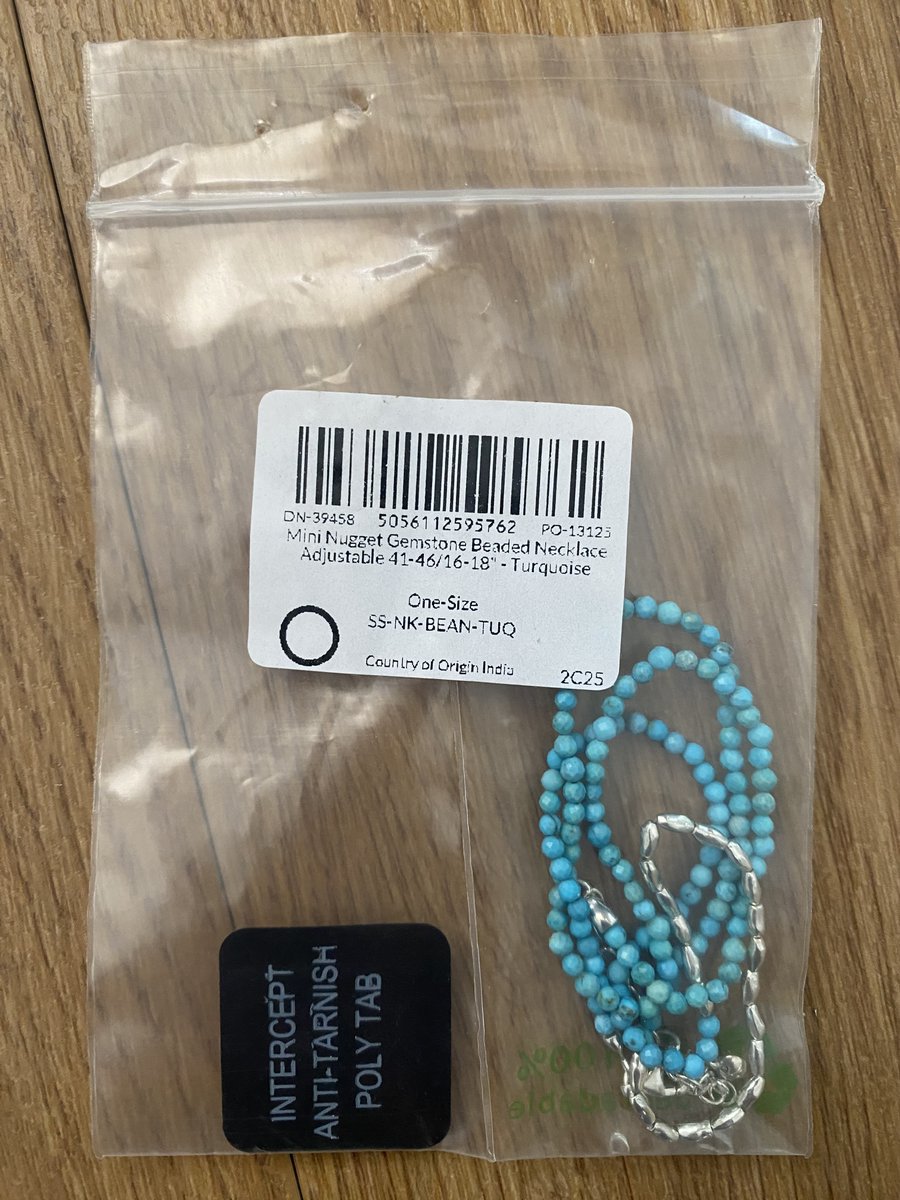 DN-39458 5056112595762 PO-13125
Mini Nugget Gemstone Beaded Necklace
Adjustable 41-46/16-18" - Turquoise
One-Size
SS-NK-BEAN-TUQ
Country of Origin India
2C25
INTERCEPT
ANTI-TARNISH
POLY TAB